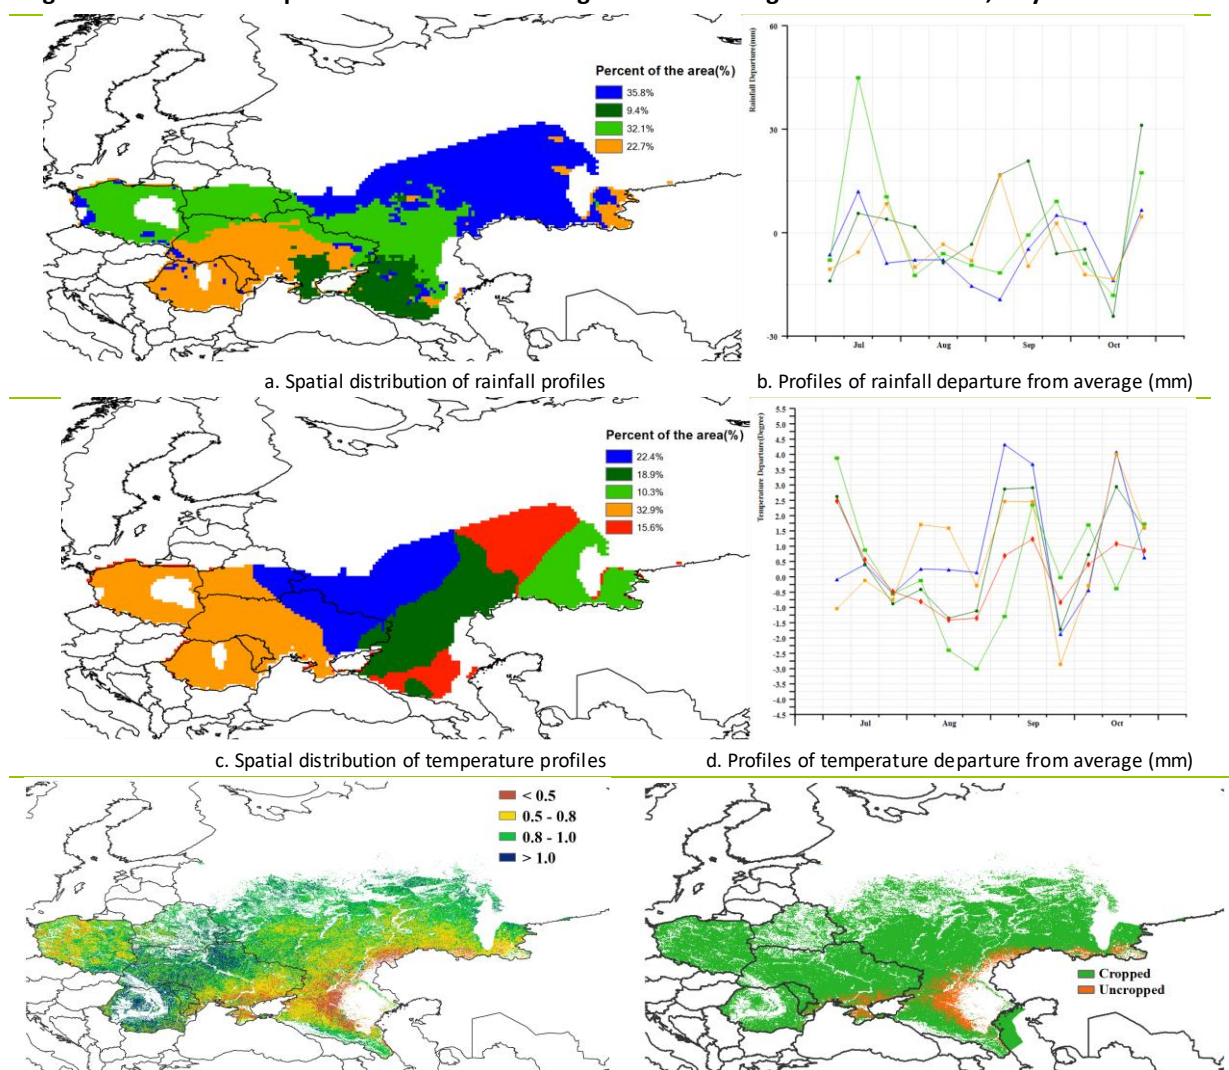 Percent of the area(%)
35.8%
9.4%
32.1%
22.7%
60
30
0
-30
Rainfall Departure(mm)
Jul
Aug
Sep
Oct
a. Spatial distribution of rainfall profiles
b. Profiles of rainfall departure from average (mm)
Percent of the area(%)
22.4%
18.9%
10.3%
32.9%
15.6%
5.5
5.0
4.5
4.0
3.5
3.0
2.5
2.0
1.5
1.0
0.5
0.0
-0.5
-1.0
-1.5
-2.0
-2.5
-3.0
-3.5
-4.0
-4.5
Temperature Departure(Degree)
Jul
Aug
Sep
Oct
c. Spatial distribution of temperature profiles
d. Profiles of temperature departure from average (mm)
< 0.5
0.5 - 0.8
0.8 - 1.0
> 1.0
Cropped
Uncropped